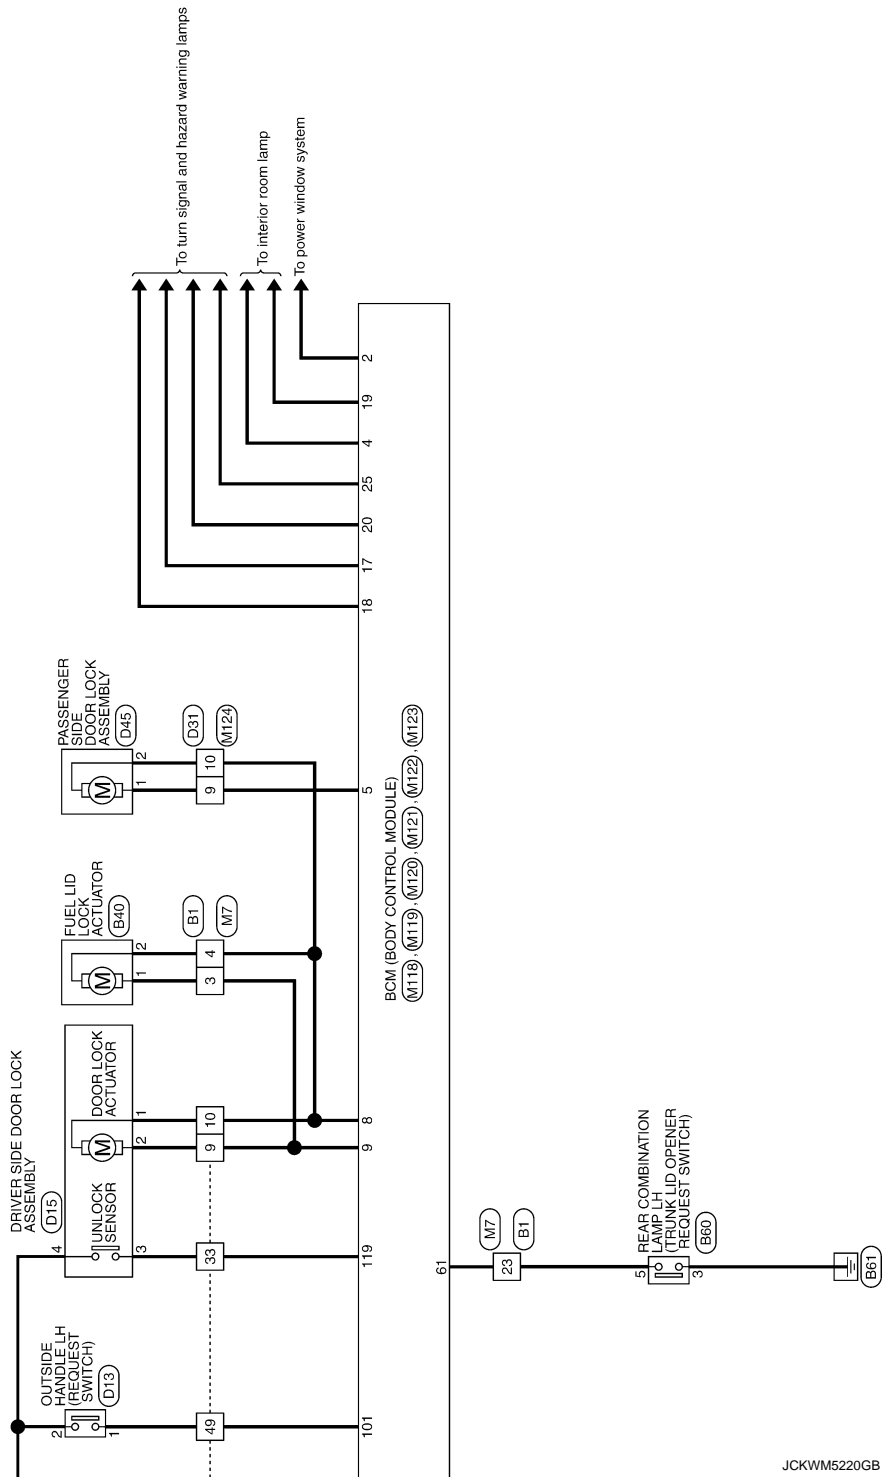 To turn signal and hazard warning lamps
To interior room lamp
To power window system
2
19
4
25
20
17
18
PASSENGER
SIDE
DOOR LOCK
ASSEMBLY
D45
M
1
2
D31
M124
9
10
5
FUEL LID
LOCK
ACTUATOR
B40
M
1
2
B1
M7
3
4
BCM (BODY CONTROL MODULE)
M118 , M119 , M120 , M121 , M122 , M123
DRIVER SIDE DOOR LOCK
ASSEMBLY
D15
DOOR LOCK
ACTUATOR
M
2
1
9
10
9
8
UNLOCK
SENSOR
4
3
33
119
OUTSIDE
HANDLE LH
(REQUEST
SWITCH)
D13
2
1
49
101
61
M7
B1
23
REAR COMBINATION
LAMP LH
(TRUNK LID OPENER
REQUEST SWITCH)
B60
5
3
B61
JCKWM5220GB